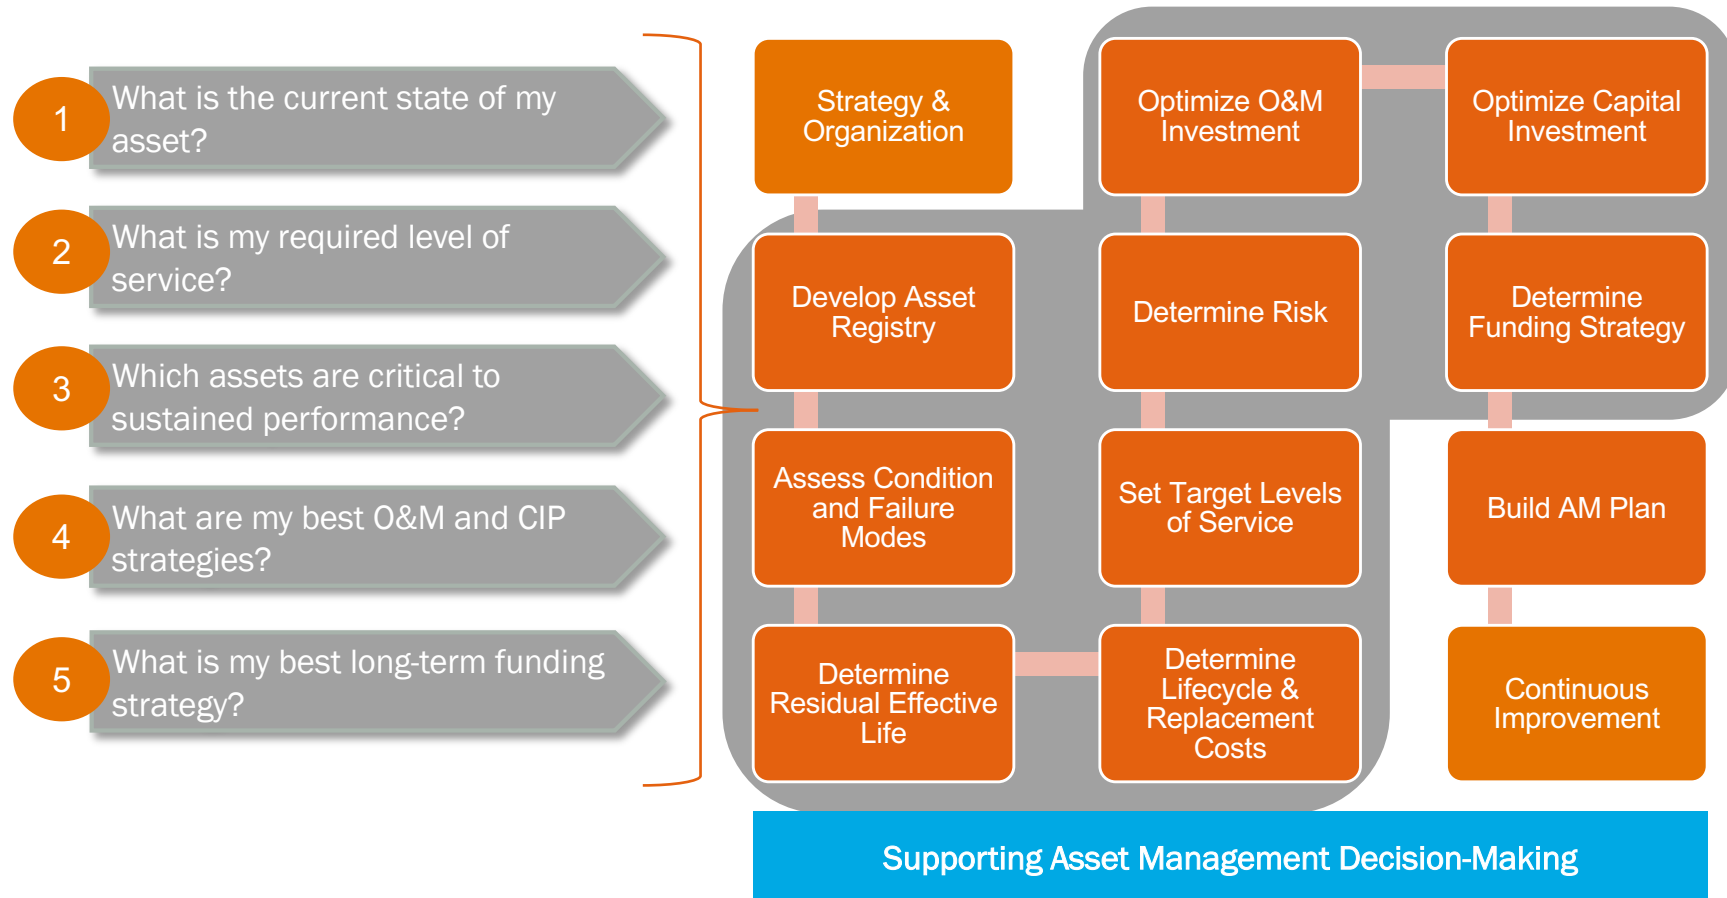 1
What is the current state of my
asset?
2
What is my required level of
service?
3
Which assets are critical to
sustained performance?
4
What are my best O&M and CIP
strategies?
5
What is my best long-term funding
strategy?
Strategy &
Organization
Develop Asset
Registry
Assess Condition
and Failure
Modes
Determine
Residual Effective
Life
Determine
Lifecycle &
Replacement
Costs
Set Target Levels
of Service
Determine Risk
Optimize O&M
Investment
Optimize Capital
Investment
Determine
Funding Strategy
Build AM Plan
Continuous
Improvement
Supporting Asset Management Decision-Making